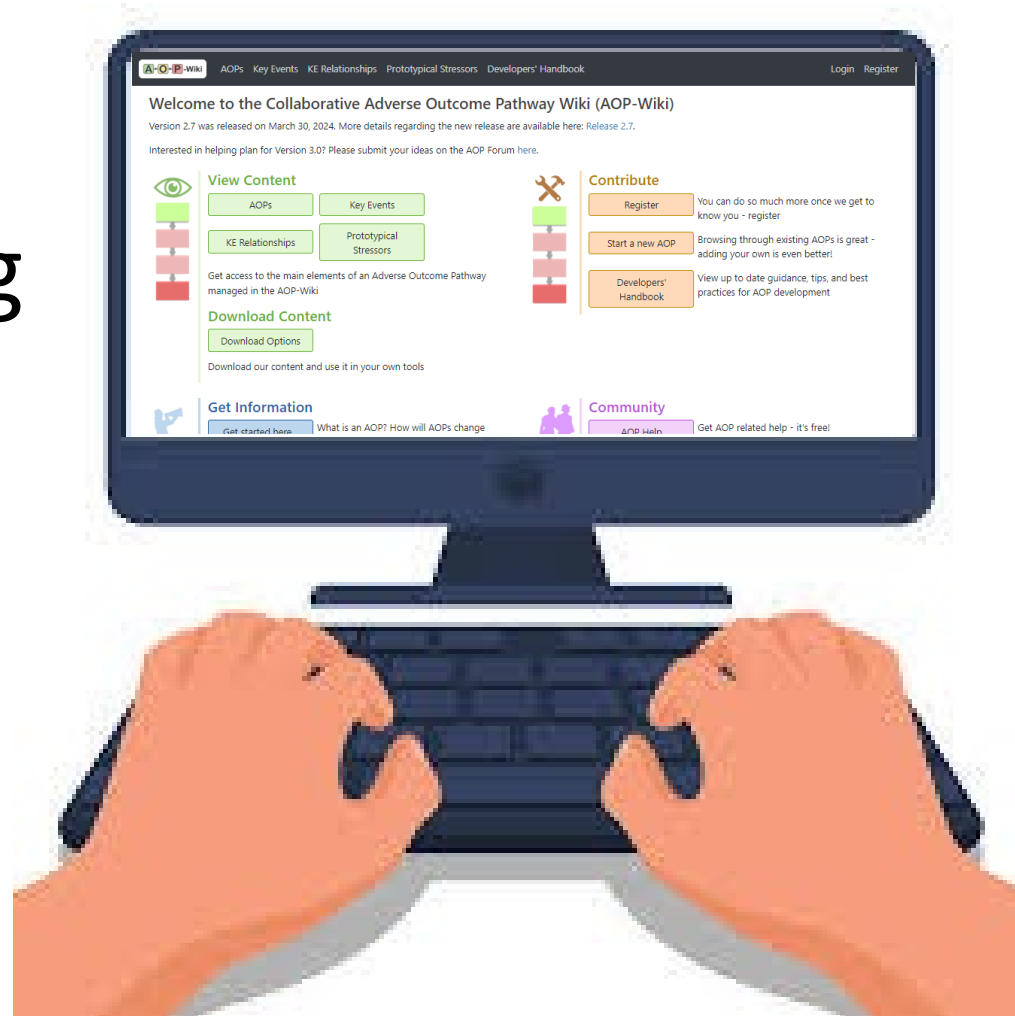 A-O-P-Wiki AOPs Key Events KE Relationships Prototypical Stressors Developers' Handbook Login Register
Welcome to the Collaborative Adverse Outcome Pathway Wiki (AOP-Wiki)
Version 2.7 was released on March 30, 2024. More details regarding the new release are available here: Release 2.7.
Interested in helping plan for Version 3.0? Please submit your ideas on the AOP Forum here.
View Content
AOPs
Key Events
KE Relationships
Prototypical
Stressors
Get access to the main elements of an Adverse Outcome Pathway
managed in the AOP-Wiki
Download Content
Download Options
Download our content and use it in your own tools
Contribute
Register
You can do so much more once we get to
know you - register
Start a new AOP
Browsing through existing AOPs is great -
adding your own is even better!
Developers'
Handbook
View up to date guidance, tips, and best
practices for AOP development
g
Get Information
Get started here
What is an AOP? How will AOPs change
Community
AOP Help
Get AOP related help - it's free!